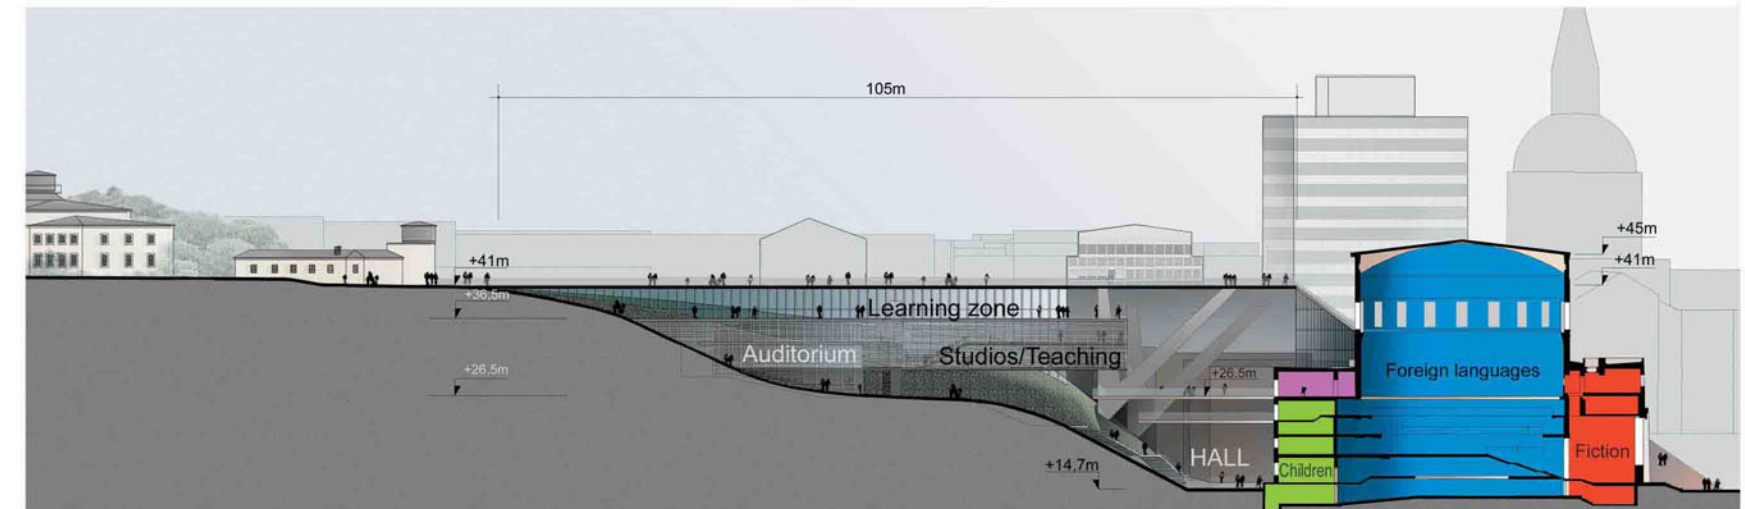 105m
+45m
+41m
+41m
+36,5m
Learning zone
Auditorium
Studios/Teaching
+26,5m
+26,5m
Foreign languages
HALL
+14,7m
Children
Fiction